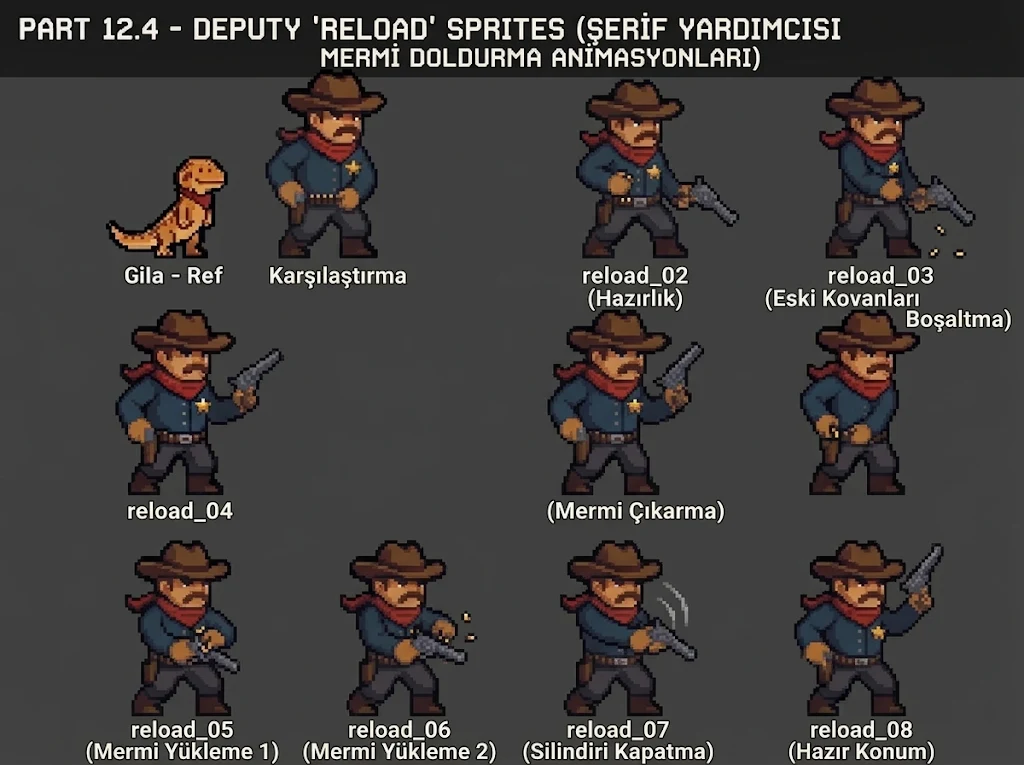 PART 12.4 - DEPUTY 'RELOAD' SPRITES (ŞERİF YARDIMCISI
MERMİ DOLDURMA ANİMASYONLARI)
Gila - Ref
Karşılaştırma
reload_02
(Hazırlık)
reload_03
(Eski Kovanları
Boşaltma)
reload_04
(Mermi Çıkarma)
reload_05
(Mermi Yükleme 1)
reload_06
(Mermi Yükleme 2)
reload_07
(Silindiri Kapatma)
reload_08
(Hazır Konum)